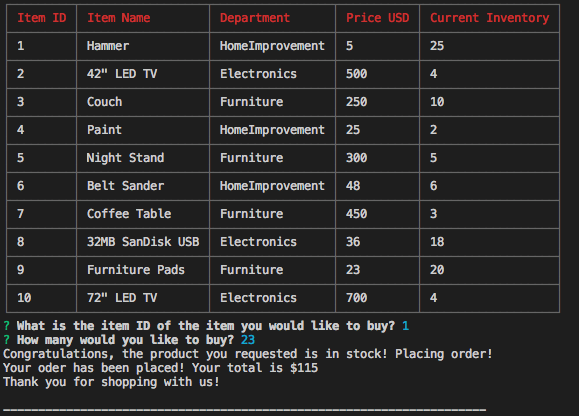 Item ID Item Name Department Price USD Current Inventory
1 Hammer HomeImprovement 5 25
2 42" LED TV Electronics 500 4
3 Couch Furniture 250 10
4 Paint HomeImprovement 25 2
5 Night Stand Furniture 300 5
6 Belt Sander HomeImprovement 48 6
7 Coffee Table Furniture 450 3
8 32MB SanDisk USB Electronics 36 18
9 Furniture Pads Furniture 23 20
10 72" LED TV Electronics 700 4
? What is the item ID of the item you would like to buy? 1
? How many would you like to buy? 23
Congratulations, the product you requested is in stock! Placing order!
Your oder has been placed! Your total is $115
Thank you for shopping with us!